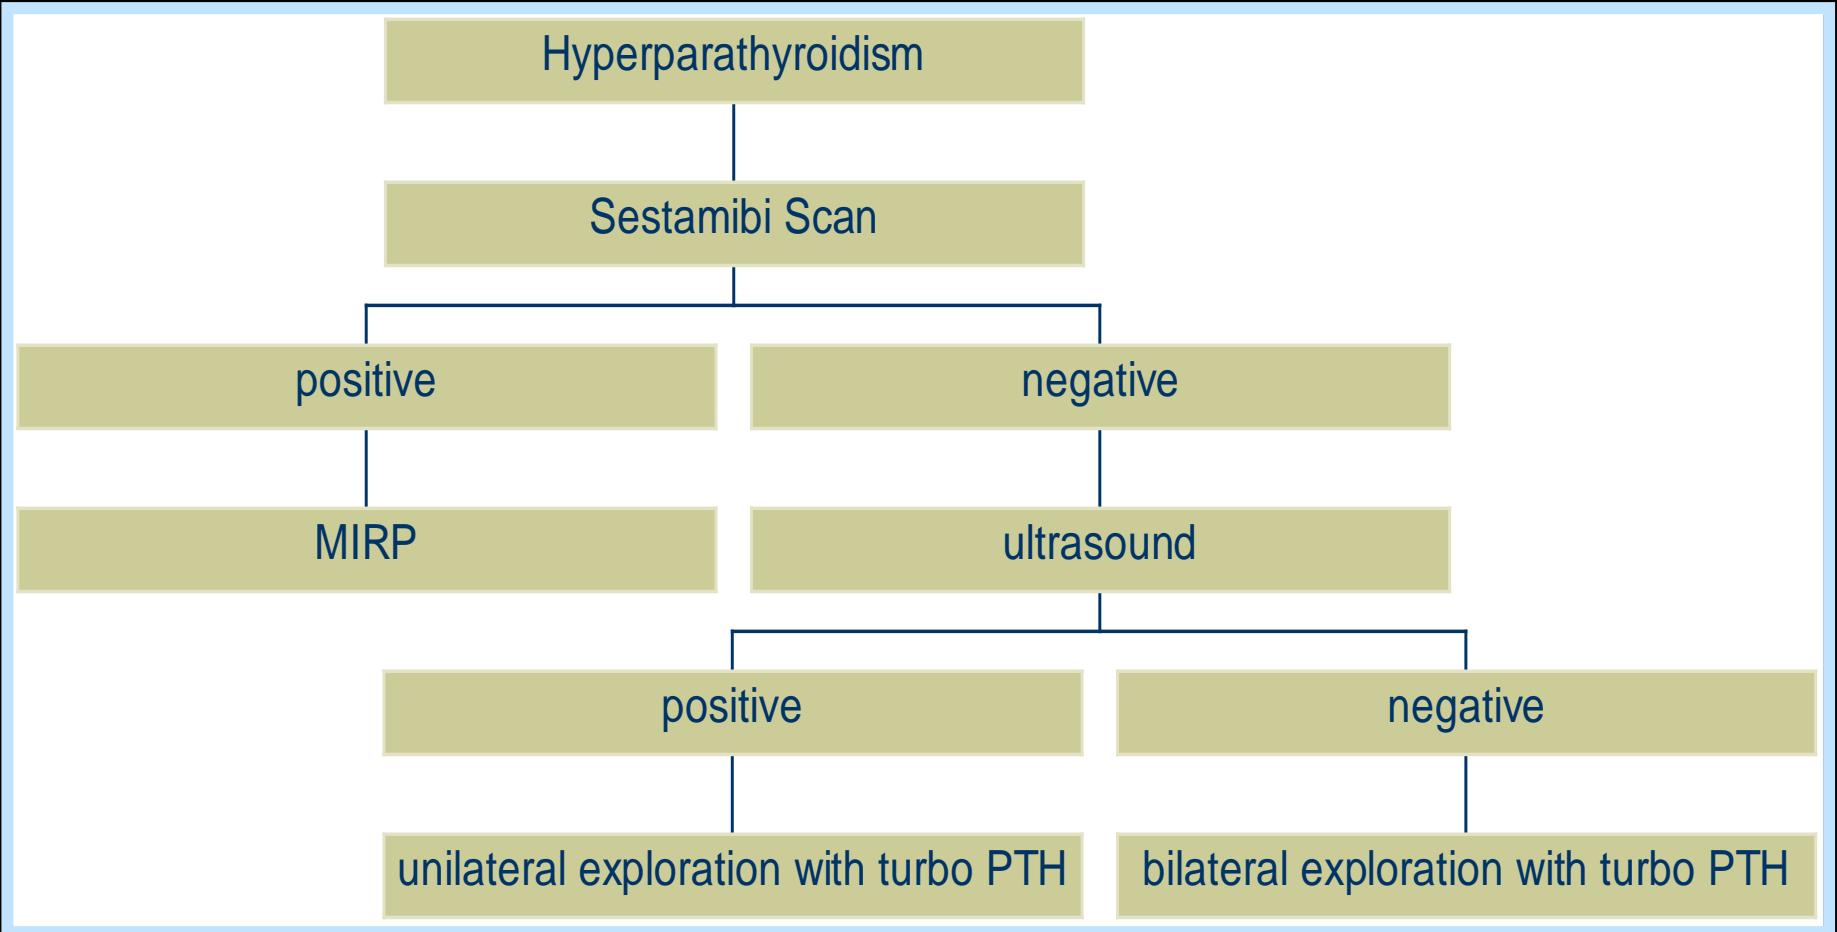 Hyperparathyroidism
Sestamibi Scan
positive
negative
MIRP
ultrasound
positive
negative
unilateral exploration with turbo PTH
bilateral exploration with turbo PTH